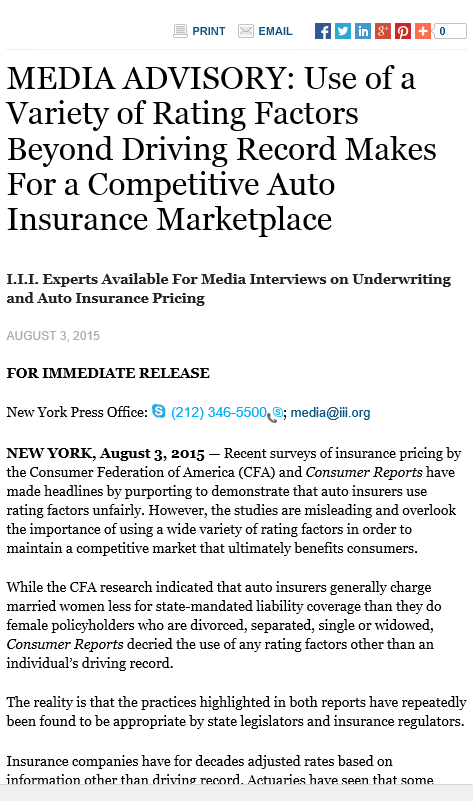 PRINT EMAIL 0
MEDIA ADVISORY: Use of a
Variety of Rating Factors
Beyond Driving Record Makes
For a Competitive Auto
Insurance Marketplace
I.I.I. Experts Available For Media Interviews on Underwriting
and Auto Insurance Pricing
AUGUST 3, 2015
FOR IMMEDIATE RELEASE
New York Press Office: (212) 346-5500; media@iii.org
NEW YORK, August 3, 2015 — Recent surveys of insurance pricing by
the Consumer Federation of America (CFA) and Consumer Reports have
made headlines by purporting to demonstrate that auto insurers use
rating factors unfairly. However, the studies are misleading and overlook
the importance of using a wide variety of rating factors in order to
maintain a competitive market that ultimately benefits consumers.
While the CFA research indicated that auto insurers generally charge
married women less for state-mandated liability coverage than they do
female policyholders who are divorced, separated, single or widowed,
Consumer Reports decried the use of any rating factors other than an
individual’s driving record.
The reality is that the practices highlighted in both reports have repeatedly
been found to be appropriate by state legislators and insurance regulators.
Insurance companies have for decades adjusted rates based on
information other than driving record. Actuaries have seen that some